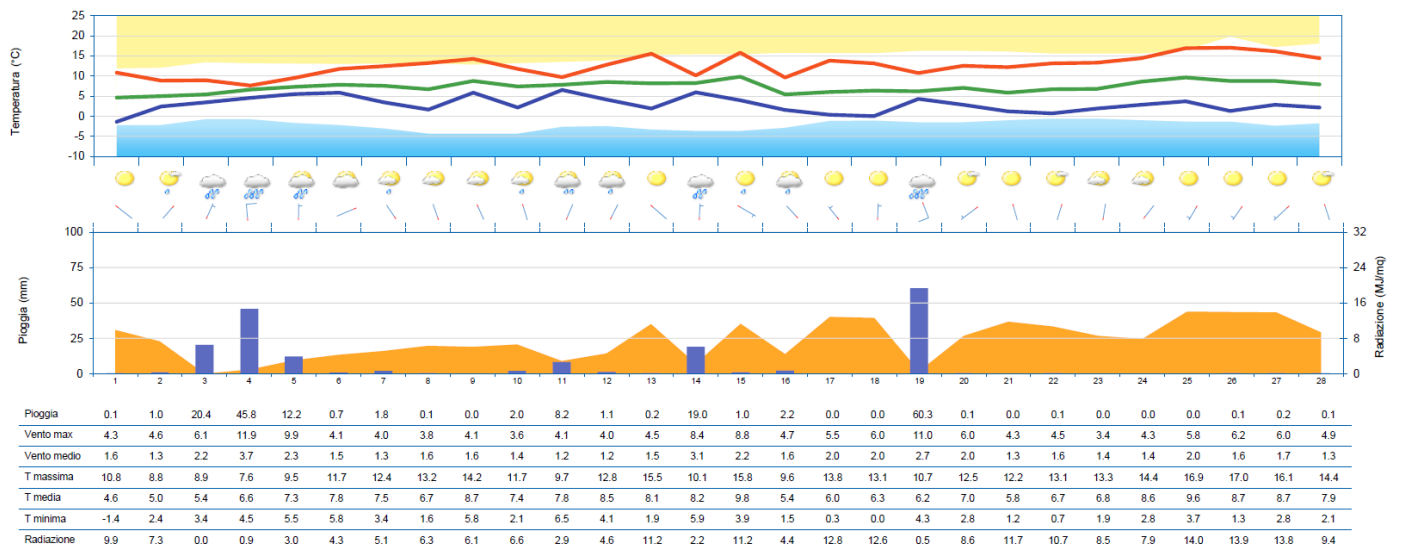 25
20
15
10
5
0
-5
-10
Temperatura (°C)
100
75
50
25
0
Pioggia (mm)
32
24
16
8
0
Radiazione (MJ/mq)
1 2 3 4 5 6 7 8 9 10 11 12 13 14 15 16 17 18 19 20 21 22 23 24 25 26 27 28
Pioggia 0.1 1.0 20.4 45.8 12.2 0.7 1.8 0.1 0.0 2.0 8.2 1.1 0.2 19.0 1.0 2.2 0.0 0.0 60.3 0.1 0.0 0.1 0.0 0.0 0.0 0.1 0.2 0.1
Vento max 4.3 4.6 6.1 11.9 9.9 4.1 4.0 3.8 4.1 3.6 4.1 4.0 4.5 8.4 8.8 4.7 5.5 6.0 11.0 6.0 4.3 4.5 3.4 4.3 5.8 6.2 6.0 4.9
Vento medio 1.6 1.3 2.2 3.7 2.3 1.5 1.3 1.6 1.6 1.4 1.2 1.2 1.5 3.1 2.2 1.6 2.0 2.0 2.7 2.0 1.3 1.6 1.4 1.4 2.0 1.6 1.7 1.3
T massima 10.8 8.8 8.9 7.6 9.5 11.7 12.4 13.2 14.2 11.7 9.7 12.8 15.5 10.1 15.8 9.6 13.8 13.1 10.7 12.5 12.2 13.1 13.3 14.4 16.9 17.0 16.1 14.4
T media 4.6 5.0 5.4 6.6 7.3 7.8 7.5 6.7 8.7 7.4 7.8 8.5 8.1 8.2 9.8 5.4 6.0 6.3 6.2 7.0 5.8 6.7 6.8 8.6 9.6 8.7 8.7 7.9
T minima -1.4 2.4 3.4 4.5 5.5 5.8 3.4 1.6 5.8 2.1 6.5 4.1 1.9 5.9 3.9 1.5 0.3 0.0 4.3 2.8 1.2 0.7 1.9 2.8 3.7 1.3 2.8 2.1
Radiazione 9.9 7.3 0.0 0.9 3.0 4.3 5.1 6.3 6.1 6.6 2.9 4.6 11.2 2.2 11.2 4.4 12.8 12.6 0.5 8.6 11.7 10.7 8.5 7.9 14.0 13.9 13.8 9.4